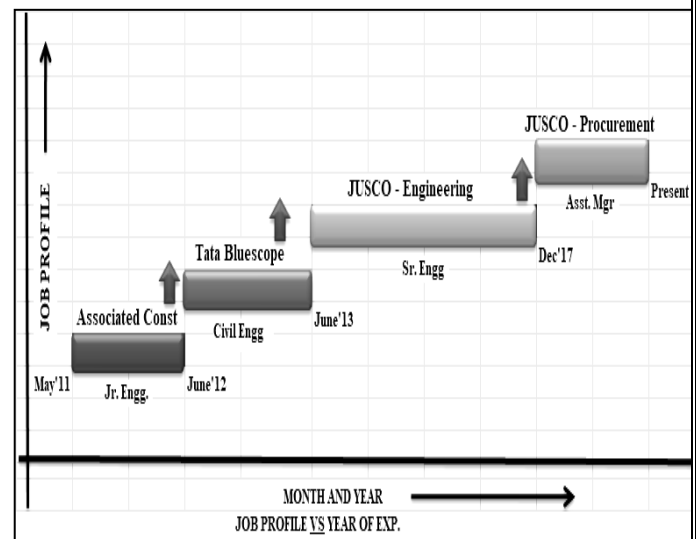 JUSCO - Procurement
Asst. Mgr
Present
JUSCO - Engineering
Sr. Engg
Dec'17
Tata Bluescope
Civil Engg
June'13
Associated Const
May'11
Jr. Engg.
June'12
JOB PROFILE
MONTH AND YEAR
JOB PROFILE VS YEAR OF EXP.